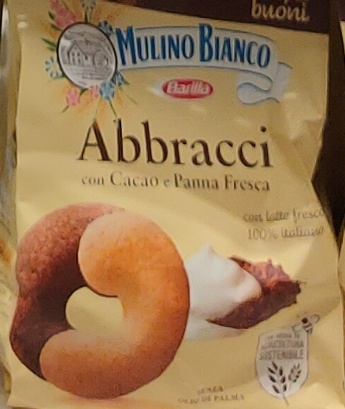 buoni
MULINO BIANCO
Barilla
Abbracci
con Cacao e Panna Fresca
con latte fresco
100% italiano
AGRICOLTURA
SOSTENIBILE
SENZA
OLIO DI PALMA